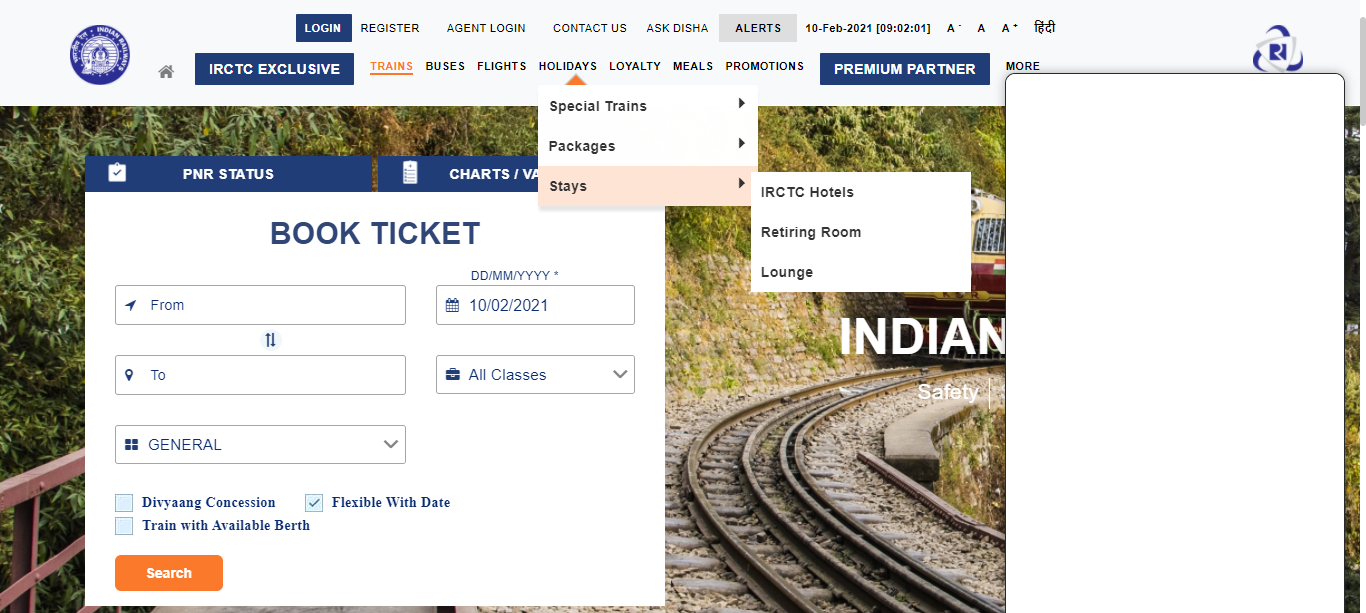 LOGIN REGISTER AGENT LOGIN CONTACT US ASK DISHA ALERTS 10-Feb-2021 [09:02:01] A- A A+ हिंदी
IRCTC EXCLUSIVE TRAINS BUSES FLIGHTS HOLIDAYS LOYALTY MEALS PROMOTIONS PREMIUM PARTNER MORE
Special Trains
Packages
Stays
IRCTC Hotels
Retiring Room
Lounge
PNR STATUS CHARTS /
BOOK TICKET
DD/MM/YYYY *
From 10/02/2021
To All Classes
GENERAL
Divyaang Concession Flexible With Date
Train with Available Berth
Search
INDIAN
Safety